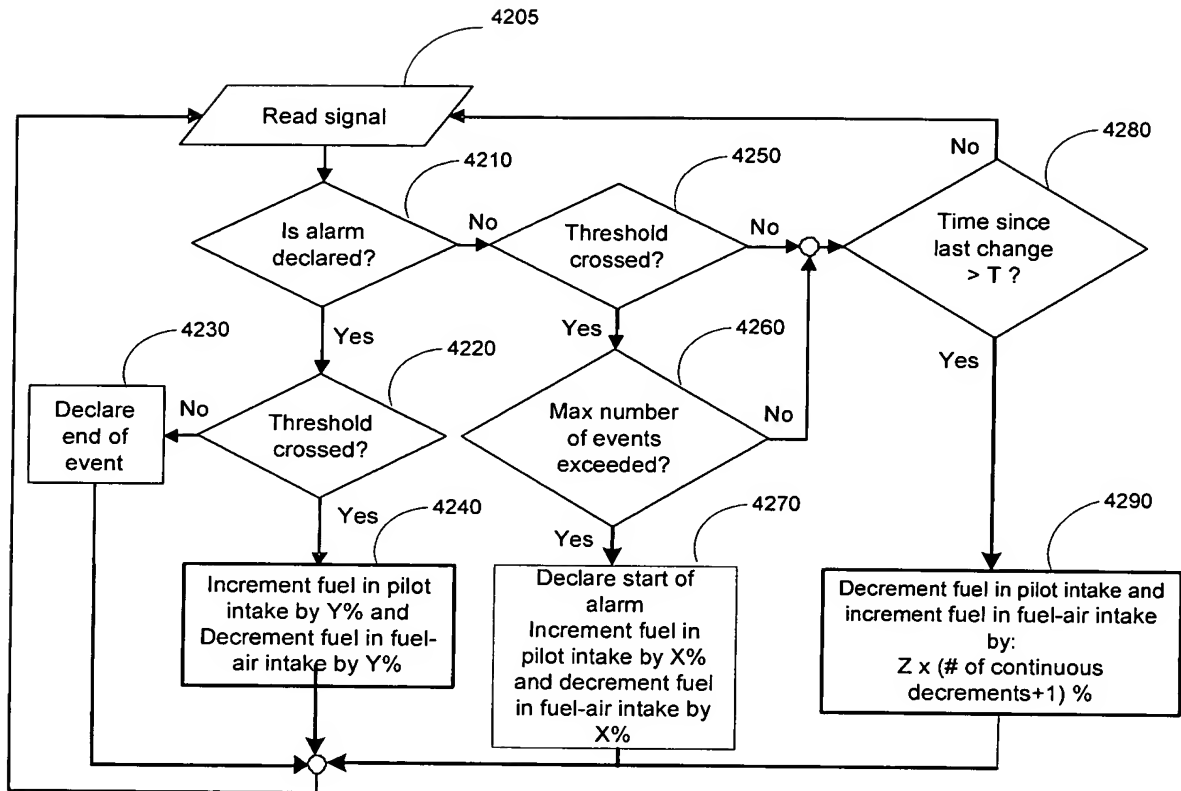 4205
Read signal
4210
Is alarm
declared?
No
4250
Threshold
crossed?
No
4280
No
Time since
last change
> T ?
Yes
4220
Threshold
crossed?
No
4230
Declare
end of
event
Yes
4260
Max number
of events
exceeded?
No
Yes
4240
Increment fuel in pilot
intake by Y% and
Decrement fuel in fuel-
air intake by Y%
Yes
4270
Declare start of
alarm
Increment fuel in
pilot intake by X%
and decrement fuel
in fuel-air intake by
X%
Yes
4290
Decrement fuel in pilot intake and
increment fuel in fuel-air intake
by:
Z x (# of continuous
decrements+1) %